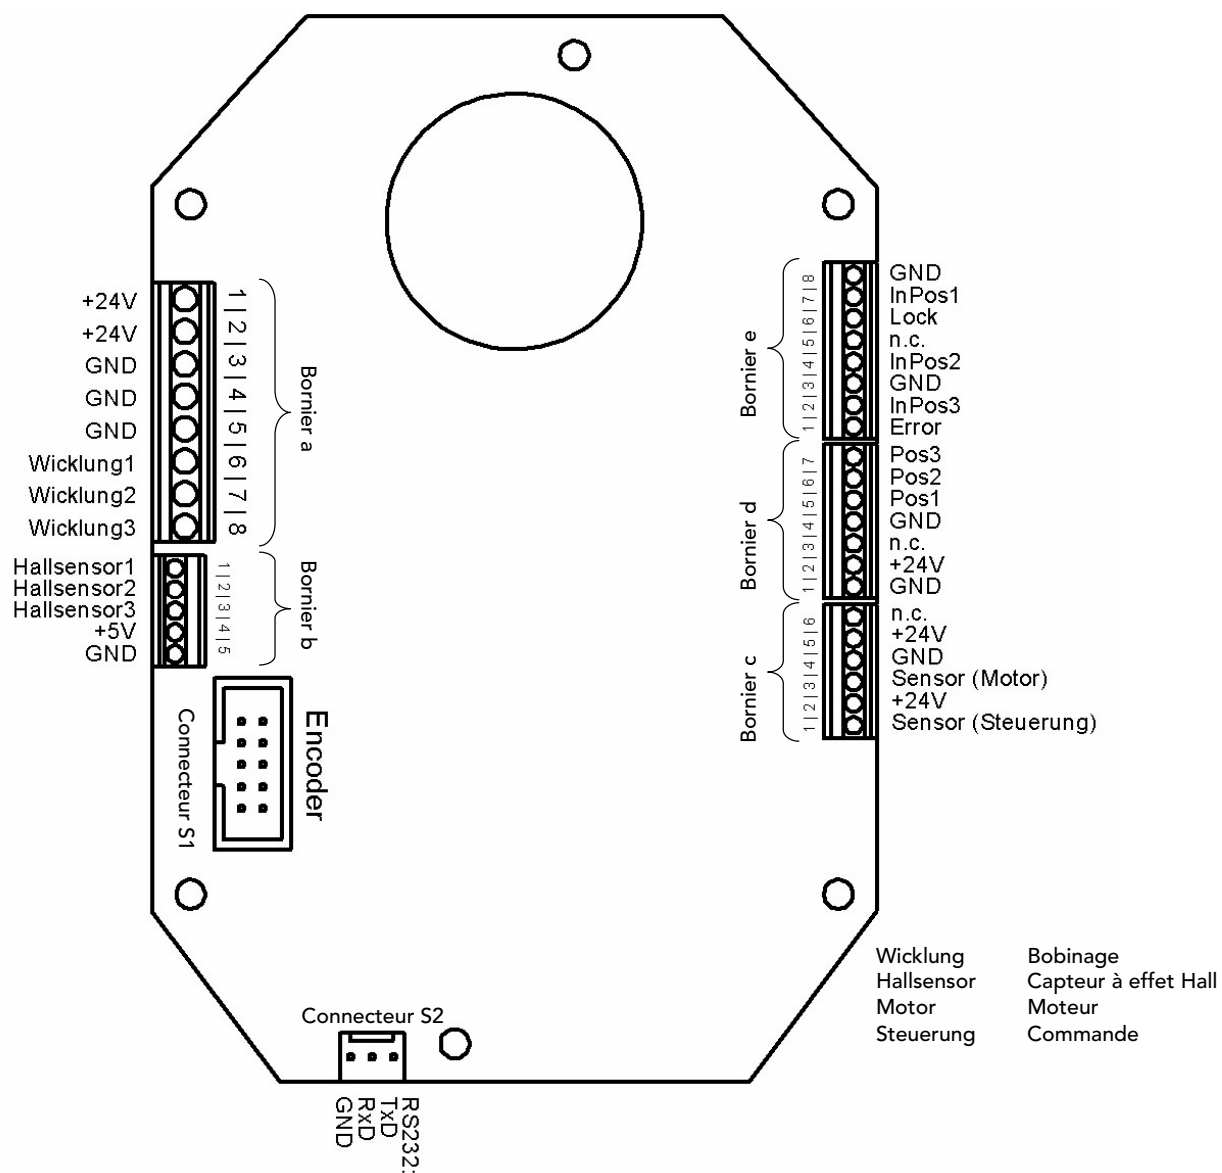 +24V
+24V
GND
GND
GND
Wicklung1
Wicklung2
Wicklung3
1|2|3|4|5|6|7|8
Bornier a
Hallsensor1
Hallsensor2
Hallsensor3
+5V
GND
1|2|3|4|5
Bornier b
Connecteur S1
Encoder
Bornier e
1|2|3|4|5|6|7|8
GND
InPos1
Lock
n.c.
InPos2
GND
InPos3
Error
Bornier d
1|2|3|4|5|6|7
Pos3
Pos2
Pos1
GND
n.c.
+24V
GND
Bornier c
1|2|3|4|5|6
n.c.
+24V
GND
Sensor (Motor)
+24V
Sensor (Steuerung)
Wicklung Bobinage
Hallsensor Capteur à effet Hall
Motor Moteur
Steuerung Commande
Connecteur S2
RS232:
TxD
RxD
GND